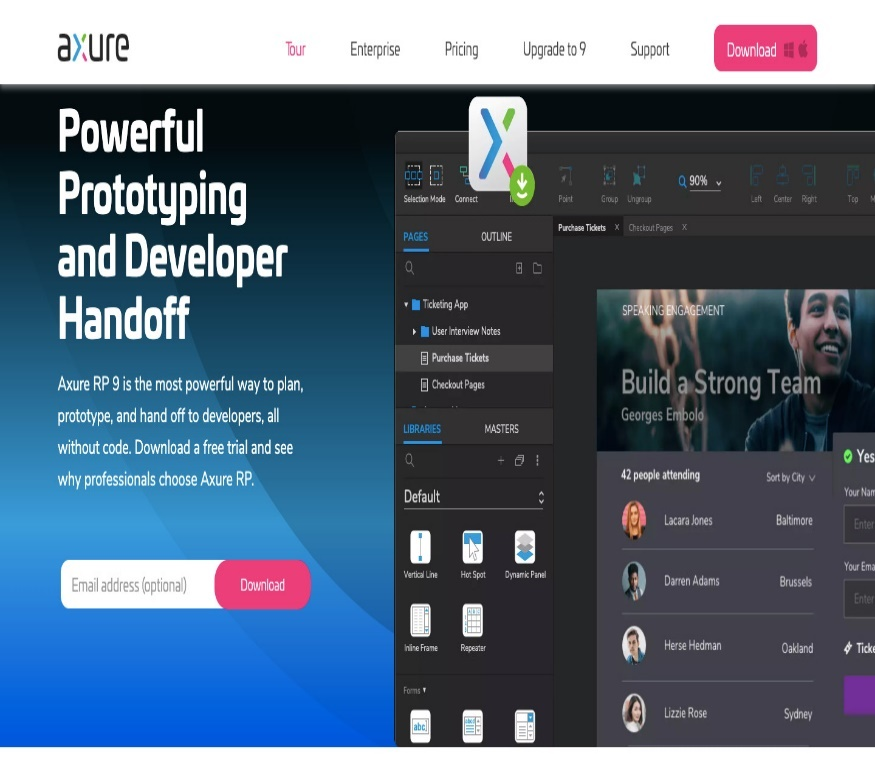 axure
Tour
Enterprise
Pricing
Upgrade to 9
Support
Download
Powerful
Prototyping
and Developer
Handoff
Axure RP 9 is the most powerful way to plan,
prototype, and hand off to developers, all
without code. Download a free trial and see
why professionals choose Axure RP.
Email address (optional)
Download
Selection Mode
Connect
Point
Group
Ungroup
90%
Left
Center
Right
Top
PAGES
OUTLINE
Purchase Tickets X
Checkout Pages X
Ticketing App
User Interview Notes
Purchase Tickets
Checkout Pages
LIBRARIES
MASTERS
Default
Vertical Line
Hot Spot
Dynamic Panel
Inline Frame
Repeater
Forms
abc
SPEAKING ENGAGEMENT
Build a Strong Team
Georges Embolo
42 people attending
Sort by City
Lacara Jones
Baltimore
Darren Adams
Brussels
Herse Hedman
Oakland
Lizzie Rose
Sydney
Yes
Your Nam
Enter
Your Ema
Enter
Ticke